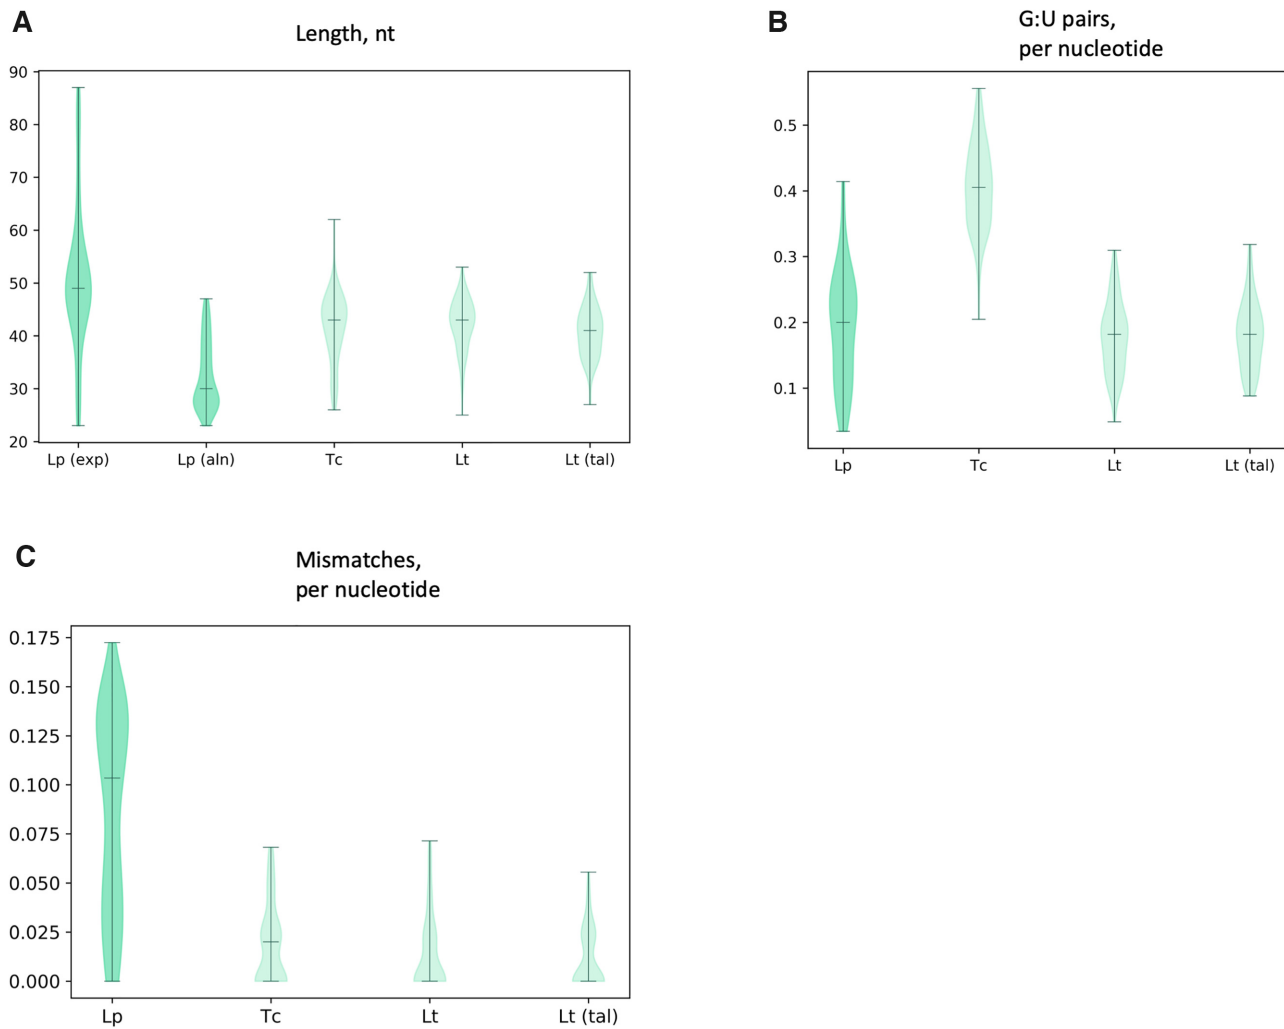 A
Length, nt
90
80
70
60
50
40
30
20
Lp (exp)
Lp (aln)
Tc
Lt
Lt (tal)
B
G:U pairs,
per nucleotide
0.5
0.4
0.3
0.2
0.1
Lp
Tc
Lt
Lt (tal)
C
Mismatches,
per nucleotide
0.175
0.150
0.125
0.100
0.075
0.050
0.025
0.000
Lp
Tc
Lt
Lt (tal)